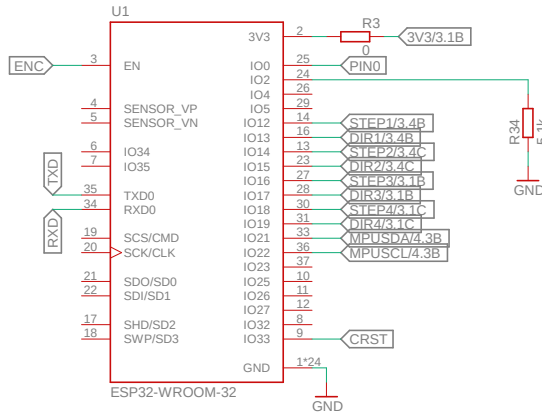 U1
R3
3V3 2
0
3V3/3.1B
ENC 3 EN
IO0 25 PIN0
IO2 24
IO4 26
4 SENSOR_VP IO5 29
5 SENSOR_VN IO12 14 STEP1/3.4B
IO13 16 DIR1/3.4B
6 IO34 IO14 13 STEP2/3.4C
7 IO35 IO15 23 DIR2/3.4C
IO16 27 STEP3/3.1B
TXD 35 TXD0 IO17 28 DIR3/3.1B
RXD 34 RXD0 IO18 30 STEP4/3.1C
IO19 31 DIR4/3.1C
19 SCS/CMD IO21 33 MPUSDA/4.3B
20 SCK/CLK IO22 36 MPUSCL/4.3B
IO23 37
21 SDO/SD0 IO25 10
22 SDI/SD1 IO26 11
IO27 12
17 SHD/SD2 IO32 8
18 SWP/SD3 IO33 9 CRST
GND 1*24
ESP32-WROOM-32
GND
R34
5.1k
GND